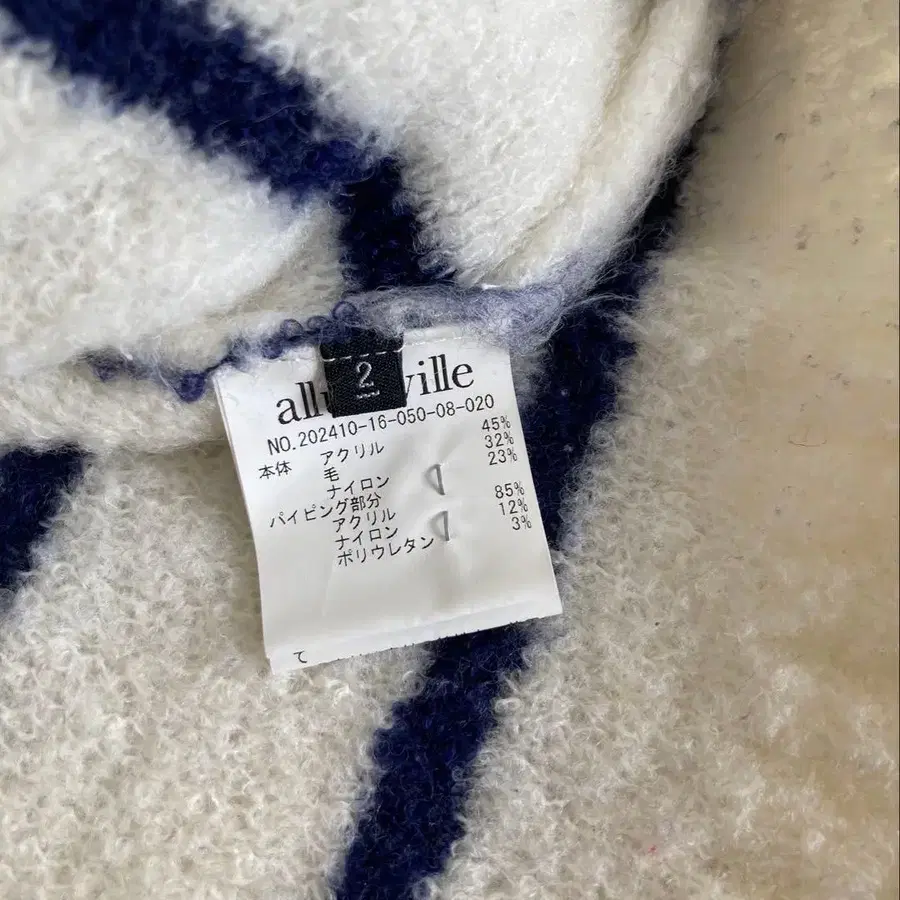 2
ville
NO.202410-16-050-08-020
本体 アクリル 45%
毛 32%
ナイロン 23%
パイピング部分
アクリル 85%
ナイロン 12%
ポリウレタン 3%
て